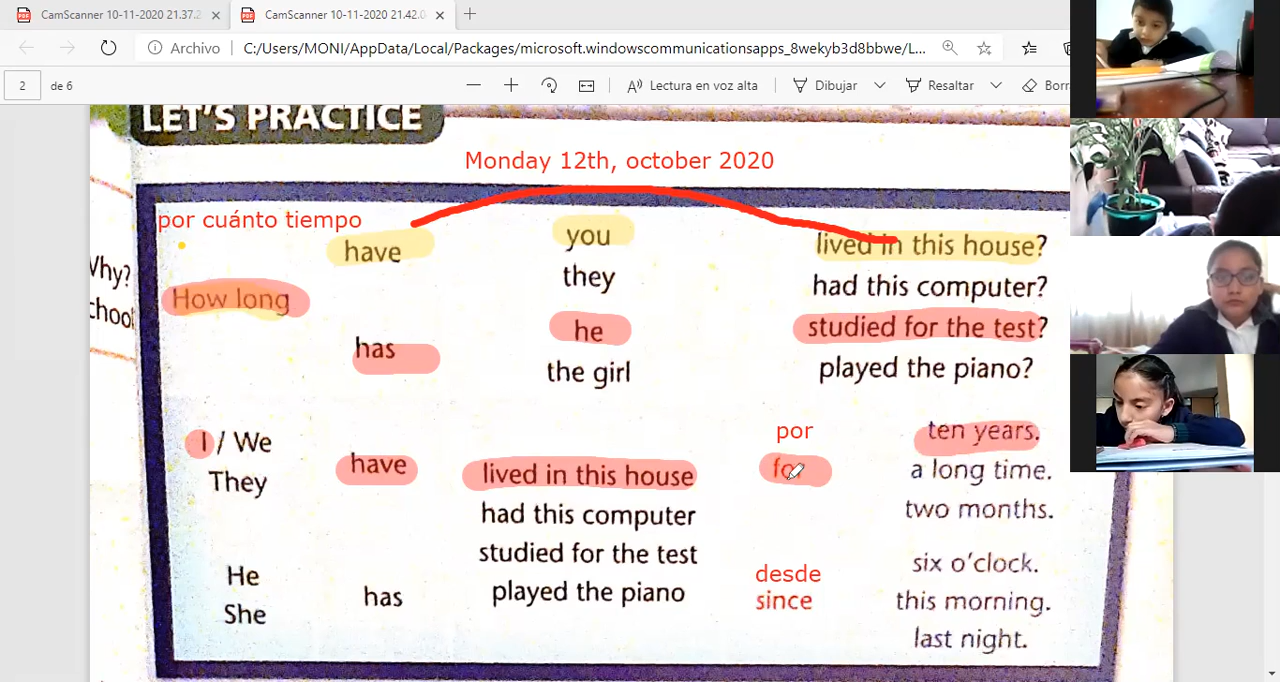 CamScanner 10-11-2020 21.37.2
CamScanner 10-11-2020 21.42.0
Archivo
C:/Users/MONI/AppData/Local/Packages/microsoft.windowscommunicationsapps_8wekyb3d8bbwe/L...
2 de 6
Lectura en voz alta
Dibujar
Resaltar
Borra
LET'S PRACTICE
Monday 12th, october 2020
por cuánto tiempo
have
you
lived in this house?
they
had this computer?
Why?
How long
he
studied for the test?
has
the girl
played the piano?
I / We
por
ten years.
They
have
lived in this house
for
a long time.
had this computer
two months.
studied for the test
desde
six o'clock.
He
She
has
played the piano
since
this morning.
last night.